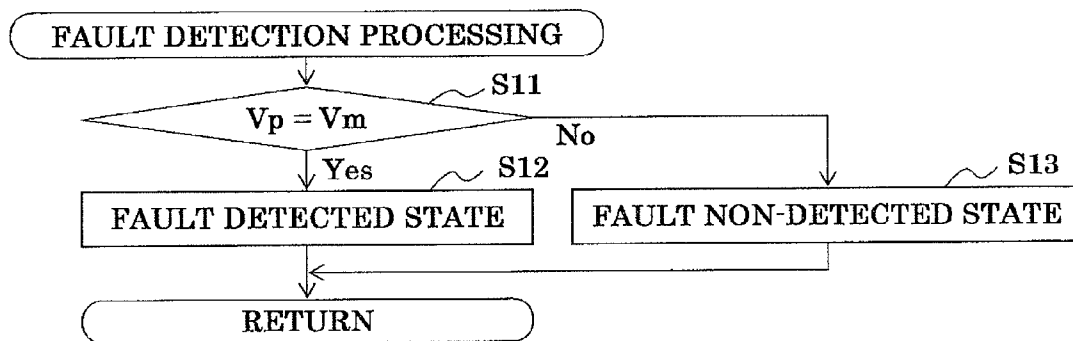 FAULT DETECTION PROCESSING
S11
Vp = Vm
No
Yes
S12
S13
FAULT DETECTED STATE
FAULT NON-DETECTED STATE
RETURN